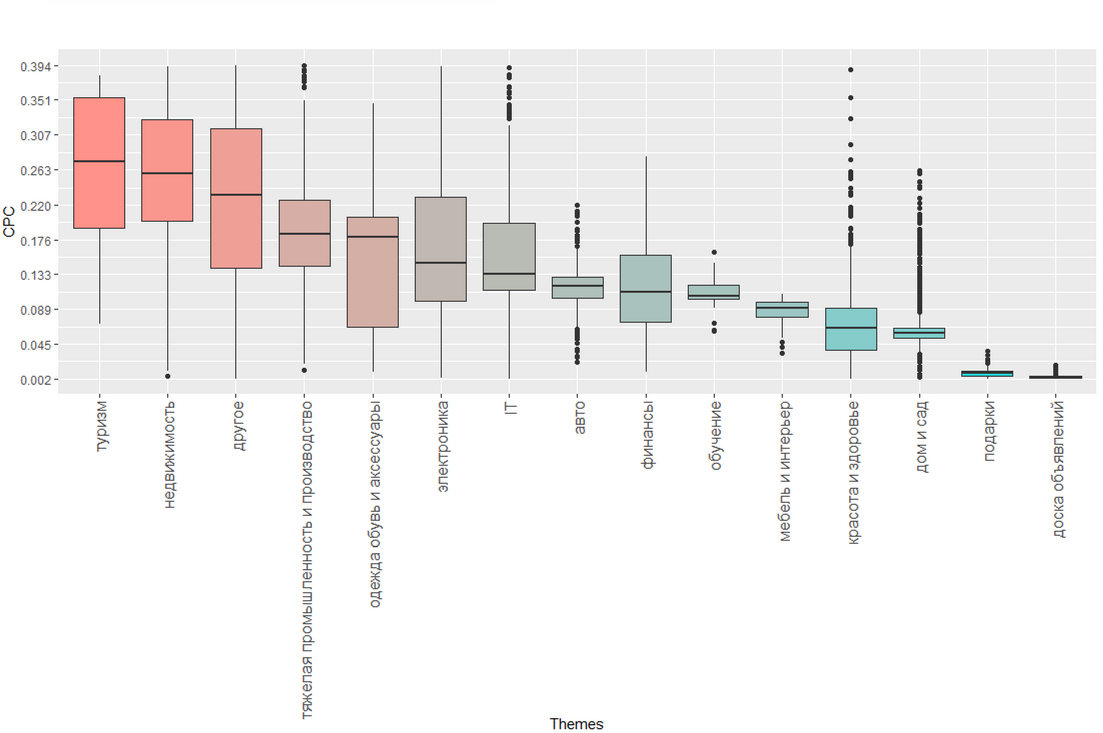 0.394
0.351
0.307
0.263
0.220
0.176
0.133
0.089
0.045
0.002
CPC
туризм
недвижимость
другое
тяжелая промышленность и производство
одежда обувь и аксессуары
электроника
IT
авто
финансы
обучение
мебель и интерьер
красота и здоровье
дом и сад
подарки
доска объявлений
Themes